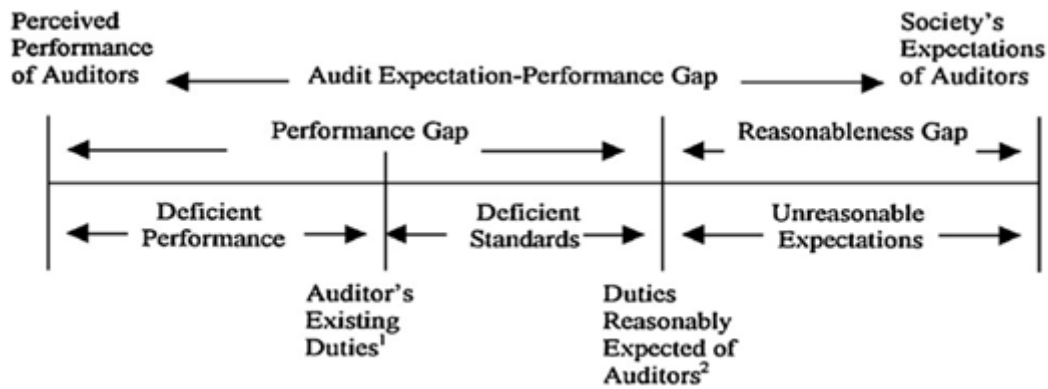 Perceived
Performance
of Auditors
Society's
Expectations
of Auditors
Audit Expectation-Performance Gap
Performance Gap
Reasonableness Gap
Deficient
Performance
Deficient
Standards
Unreasonable
Expectations
Auditor's
Existing
Duties¹
Duties
Reasonably
Expected of
Auditors²